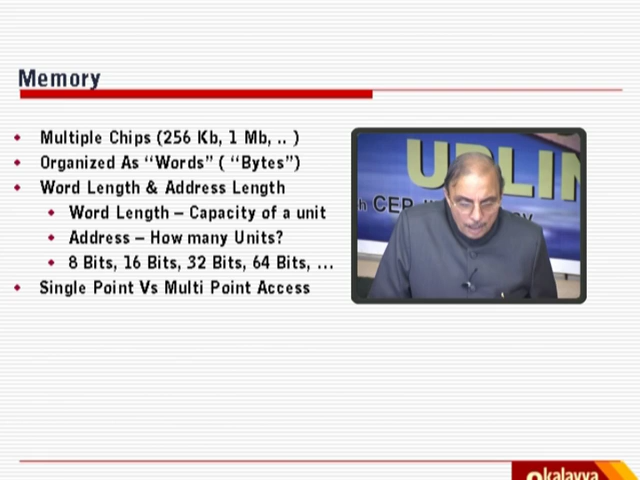 Memory
Multiple Chips (256 Kb, 1 Mb, .. )
Organized As “Words” ( “Bytes”)
Word Length & Address Length
Word Length – Capacity of a unit
Address – How many Units?
8 Bits, 16 Bits, 32 Bits, 64 Bits, ...
Single Point Vs Multi Point Access
CEP